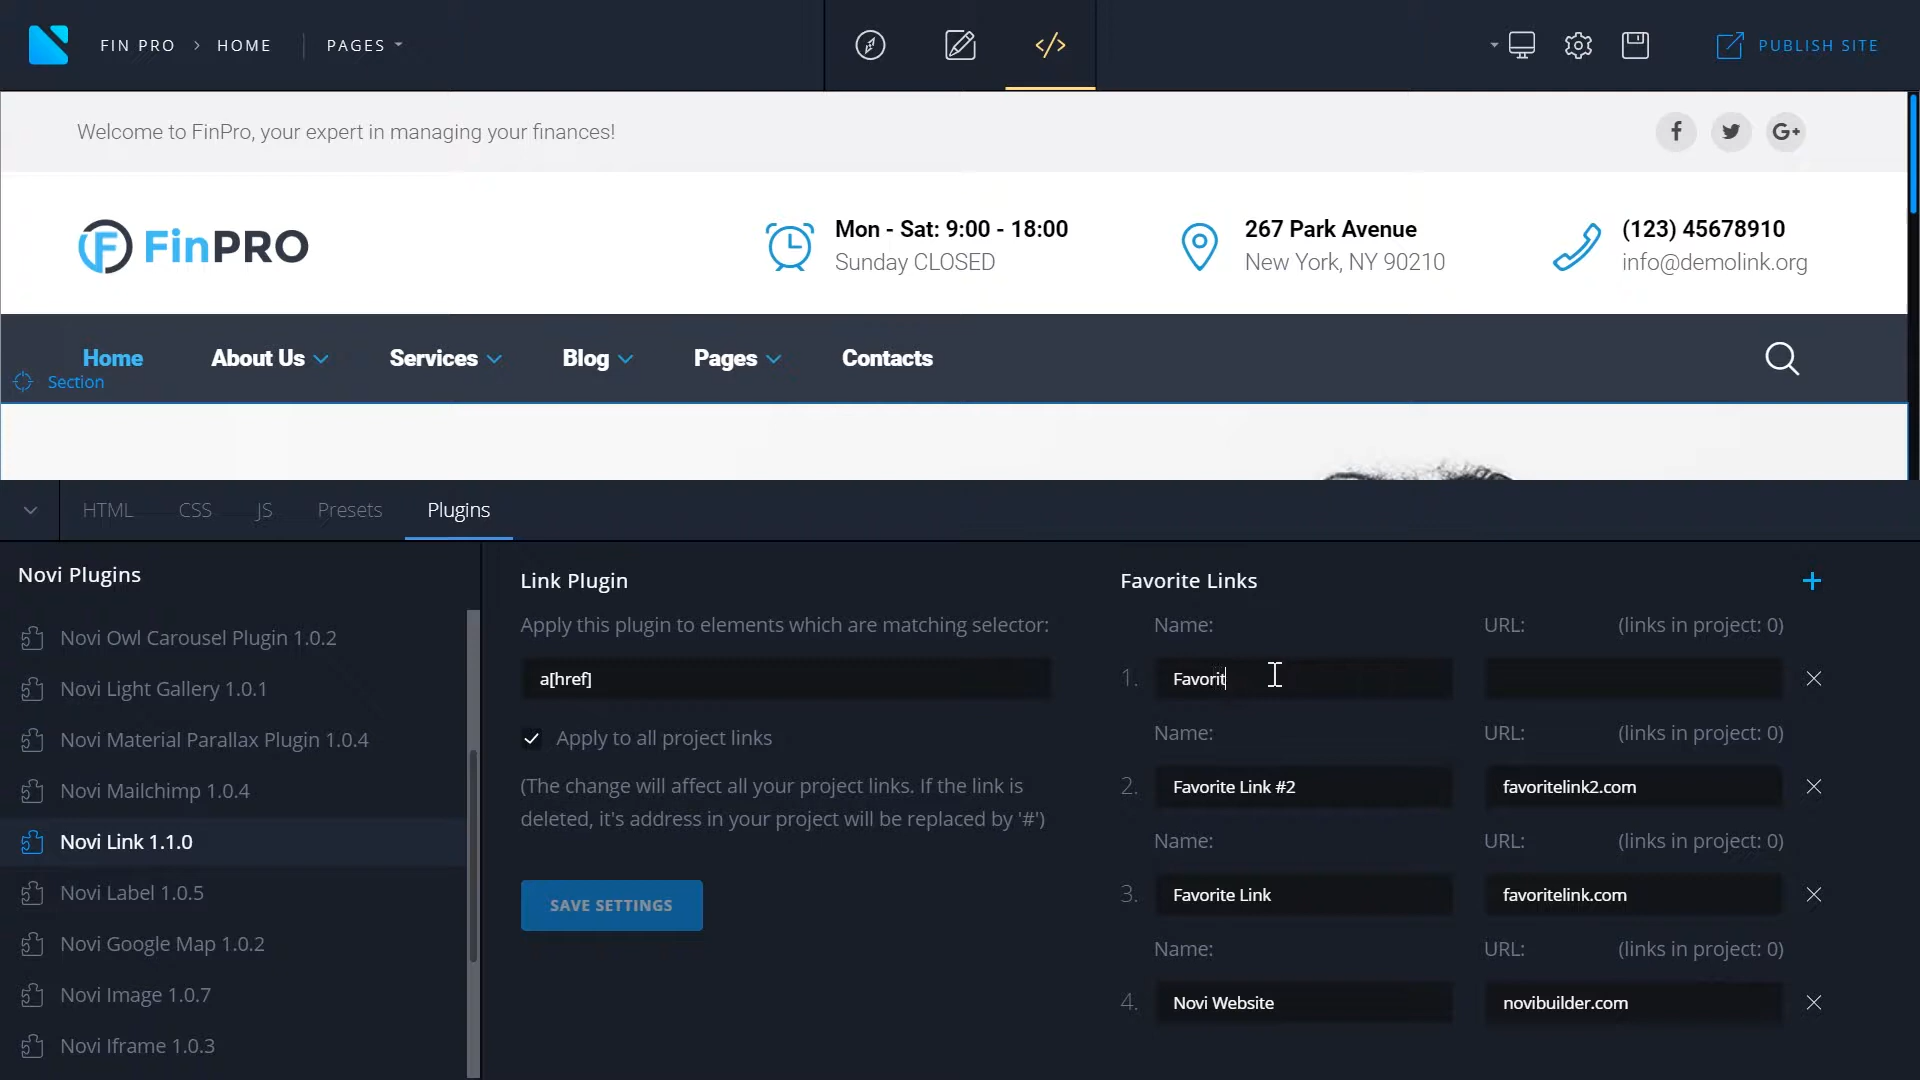 FIN PRO > HOME PAGES
</> PUBLISH SITE
Welcome to FinPro, your expert in managing your finances!
f G+
F FinPRO
Mon - Sat: 9:00 - 18:00
Sunday CLOSED
267 Park Avenue
New York, NY 90210
(123) 45678910
info@demolink.org
Home About Us Services Blog Pages Contacts
Section
HTML CSS JS Presets Plugins
Novi Plugins
Novi Owl Carousel Plugin 1.0.2
Novi Light Gallery 1.0.1
Novi Material Parallax Plugin 1.0.4
Novi Mailchimp 1.0.4
Novi Link 1.1.0
Novi Label 1.0.5
Novi Google Map 1.0.2
Novi Image 1.0.7
Novi Iframe 1.0.3
Link Plugin
Apply this plugin to elements which are matching selector:
a[href]
Apply to all project links
(The change will affect all your project links. If the link is
deleted, it's address in your project will be replaced by '#')
SAVE SETTINGS
Favorite Links
Name: URL: (links in project: 0)
1. Favorit
Name: URL: (links in project: 0)
2. Favorite Link #2 favoritelink2.com
Name: URL: (links in project: 0)
3. Favorite Link favoritelink.com
Name: URL: (links in project: 0)
4. Novi Website novibuilder.com